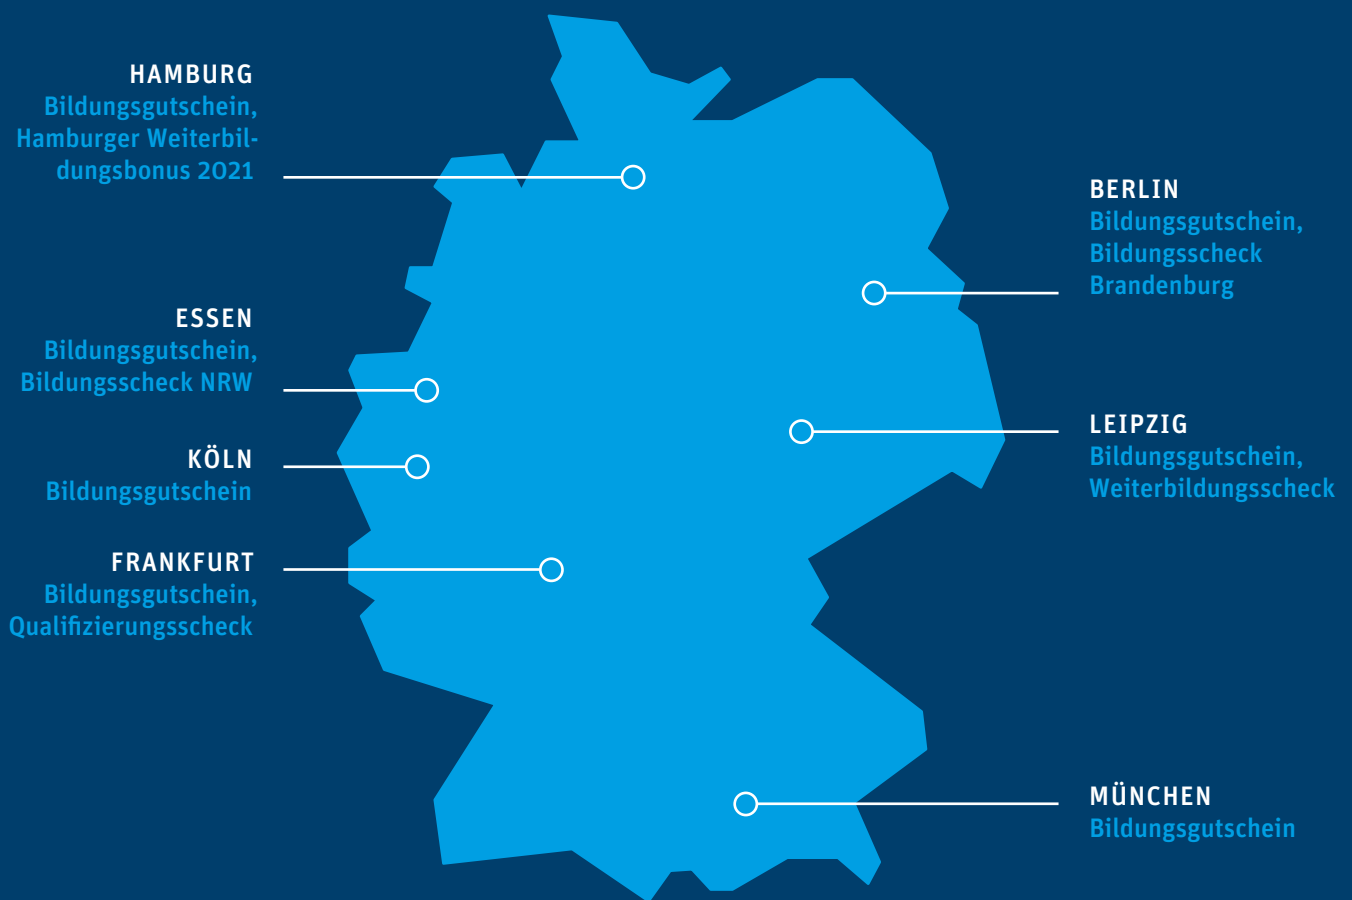 HAMBURG
Bildungsgutschein,
Hamburger Weiterbil-
dungsbonus 2021
ESSEN
Bildungsgutschein,
Bildungsscheck NRW
KÖLN
Bildungsgutschein
FRANKFURT
Bildungsgutschein,
Qualifizierungsscheck
BERLIN
Bildungsgutschein,
Bildungsscheck
Brandenburg
LEIPZIG
Bildungsgutschein,
Weiterbildungsscheck
MÜNCHEN
Bildungsgutschein